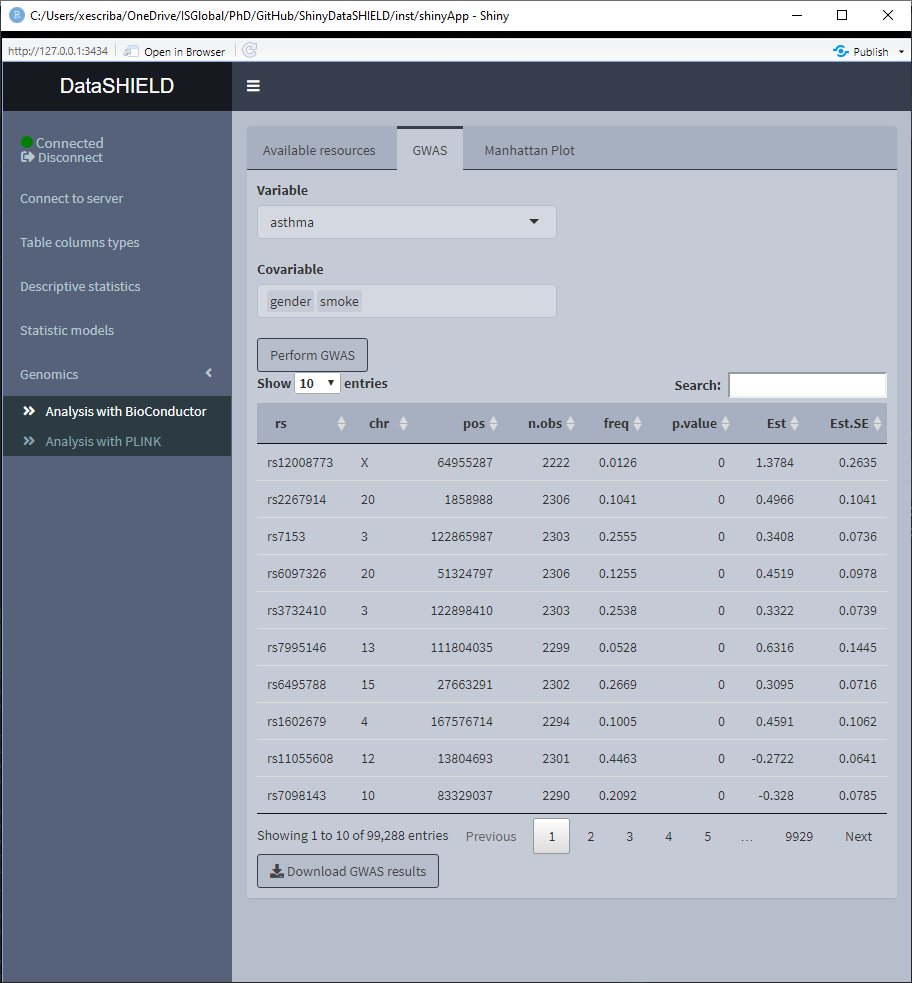 C:/Users/xescriba/OneDrive/ISGlobal/PhD/GitHub/ShinyDataSHIELD/inst/shinyApp - Shiny
http://127.0.0.1:3434 Open in Browser Publish
DataSHIELD
Connected
Disconnect
Connect to server
Table columns types
Descriptive statistics
Statistic models
Genomics
Analysis with BioConductor
Analysis with PLINK
Available resources GWAS Manhattan Plot
Variable
asthma
Covariable
gender smoke
Perform GWAS
Show 10 entries Search:
rs chr pos n.obs freq p.value Est Est.SE
rs12008773 X 64955287 2222 0.0126 0 1.3784 0.2635
rs2267914 20 1858988 2306 0.1041 0 0.4966 0.1041
rs7153 3 122865987 2303 0.2555 0 0.3408 0.0736
rs6097326 20 51324797 2306 0.1255 0 0.4519 0.0978
rs3732410 3 122898410 2303 0.2538 0 0.3322 0.0739
rs7995146 13 111804035 2299 0.0528 0 0.6316 0.1445
rs6495788 15 27663291 2302 0.2669 0 0.3095 0.0716
rs1602679 4 167576714 2294 0.1005 0 0.4591 0.1062
rs11055608 12 13804693 2301 0.4463 0 -0.2722 0.0641
rs7098143 10 83329037 2290 0.2092 0 -0.328 0.0785
Showing 1 to 10 of 99,288 entries Previous 1 2 3 4 5 … 9929 Next
Download GWAS results